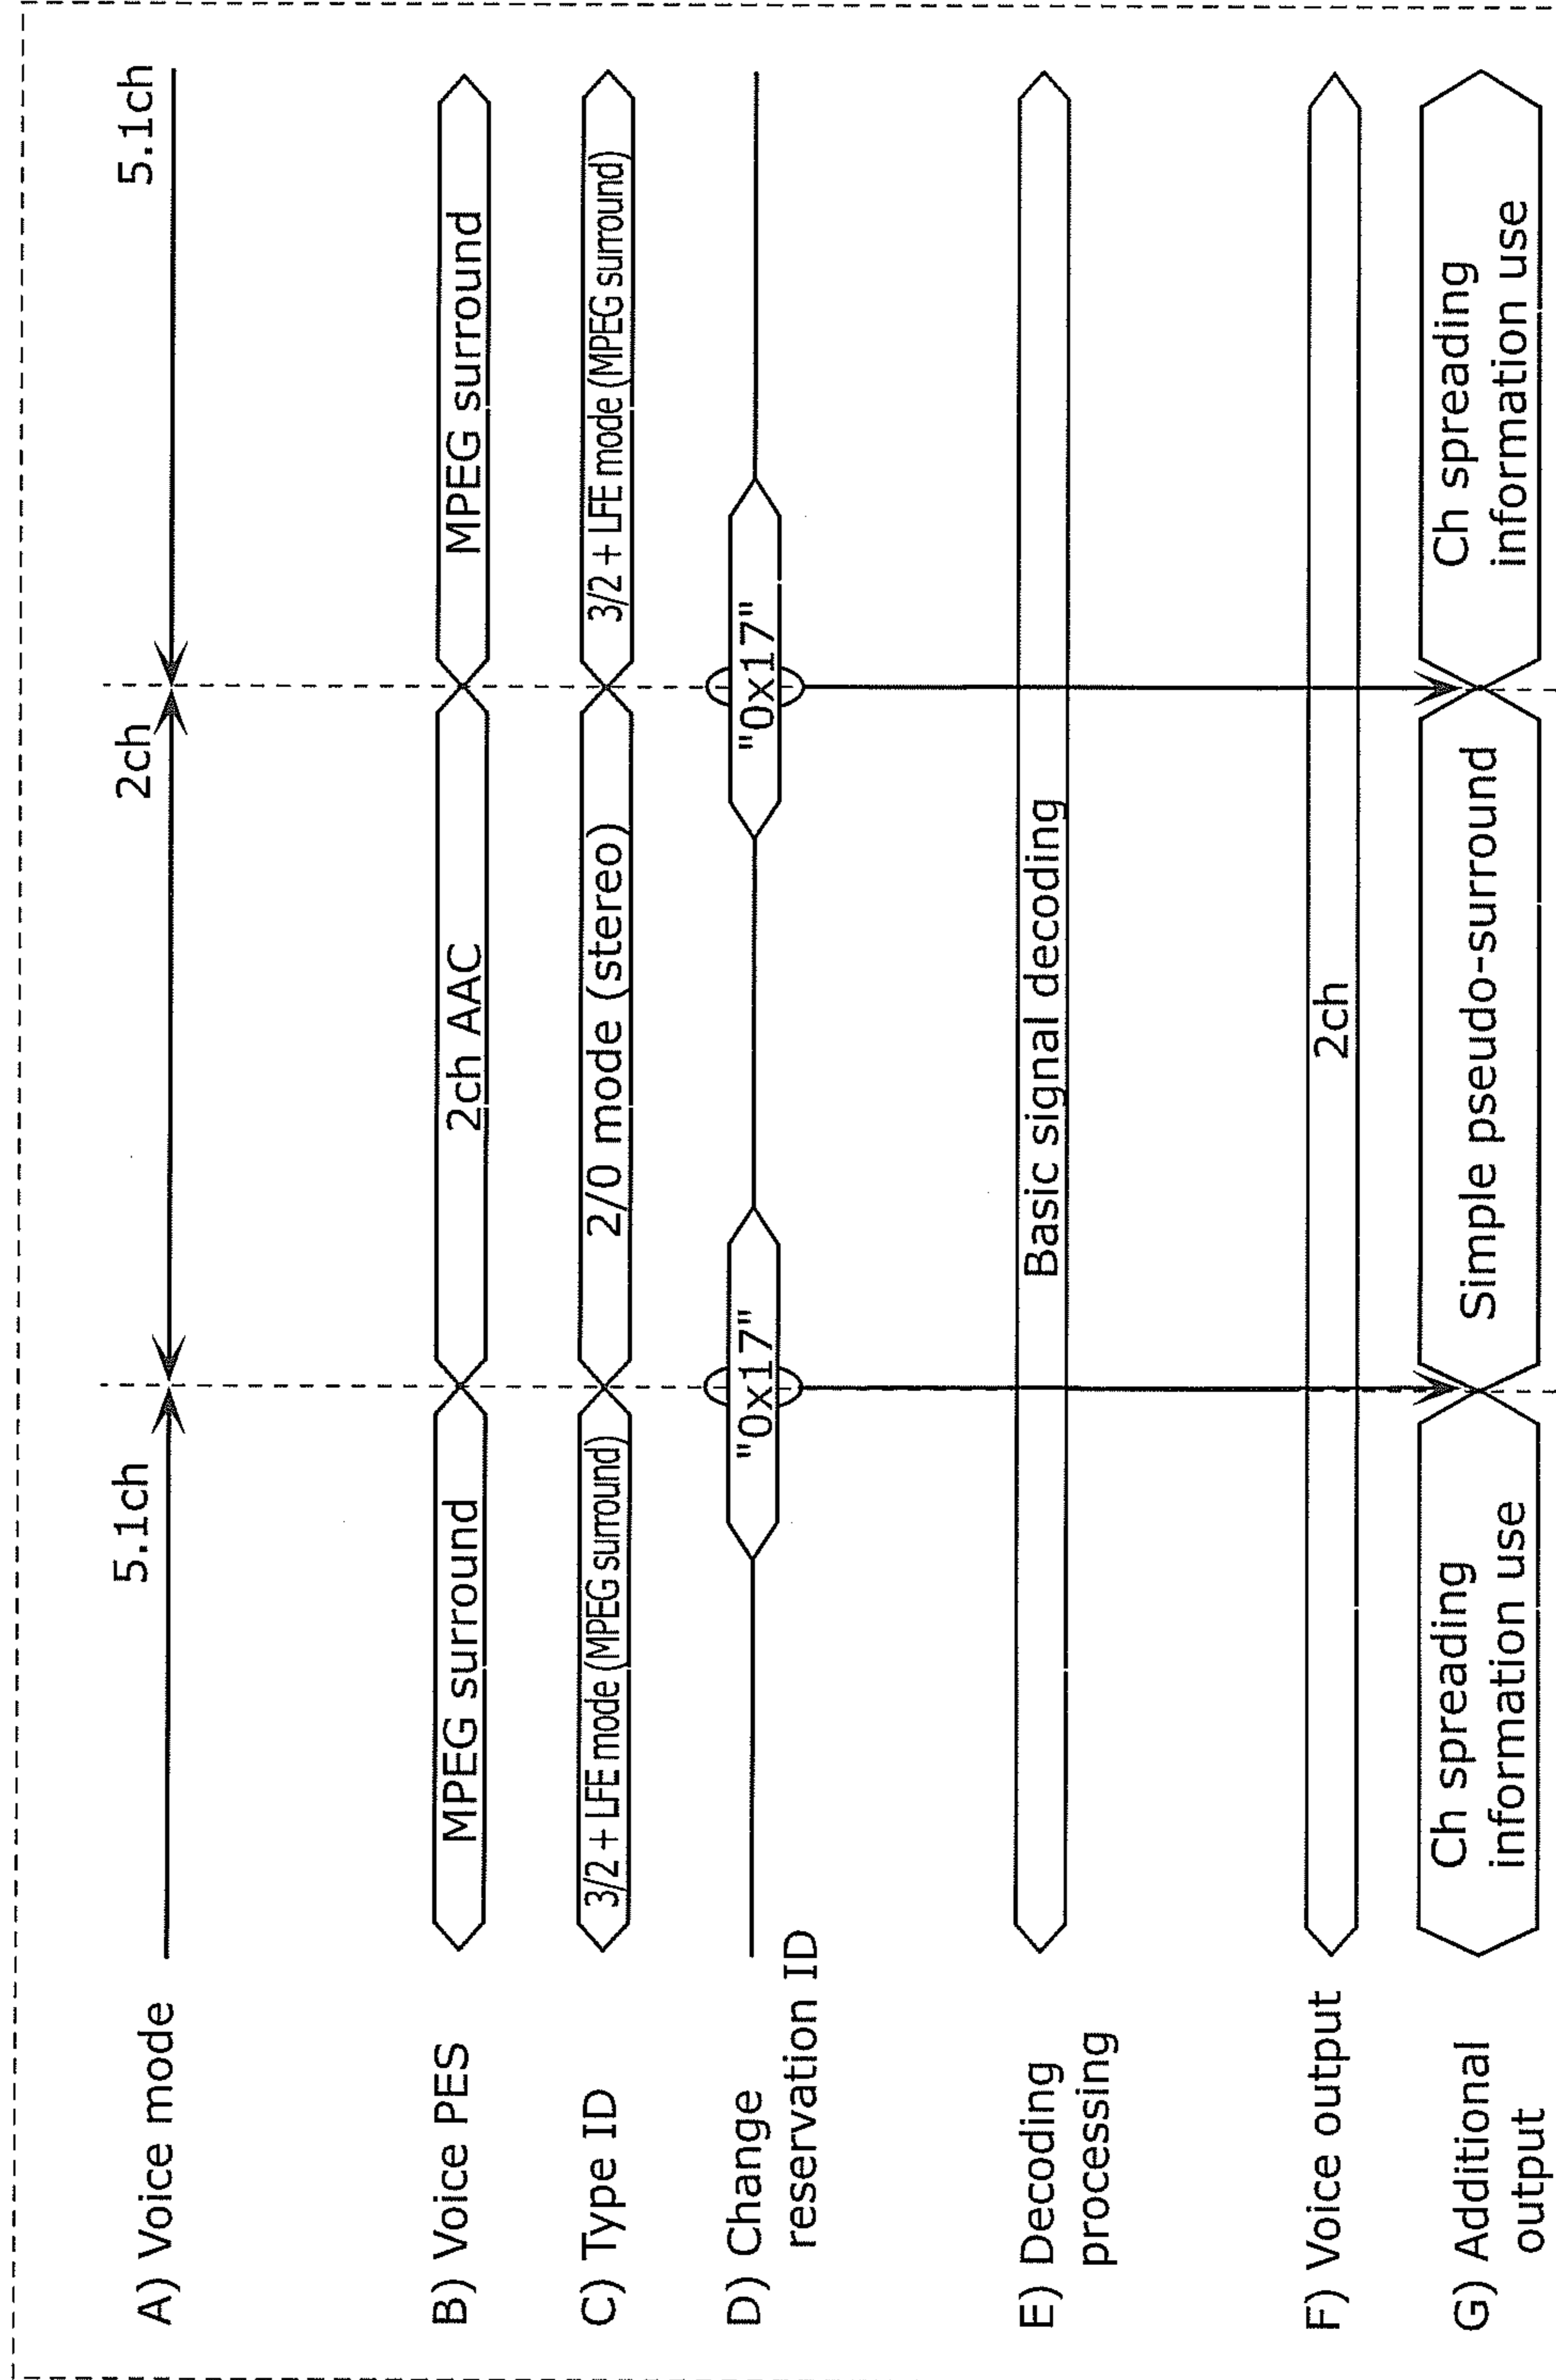 A) Voice mode
5.1ch
2ch
5.1ch
B) Voice PES
MPEG surround
2ch AAC
MPEG surround
C) Type ID
3/2 + LFE mode (MPEG surround)
2/0 mode (stereo)
3/2 + LFE mode (MPEG surround)
D) Change
reservation ID
"0x17"
"0x17"
E) Decoding
processing
Basic signal decoding
F) Voice output
2ch
G) Additional
output
Ch spreading
information use
Simple pseudo-surround
Ch spreading
information use